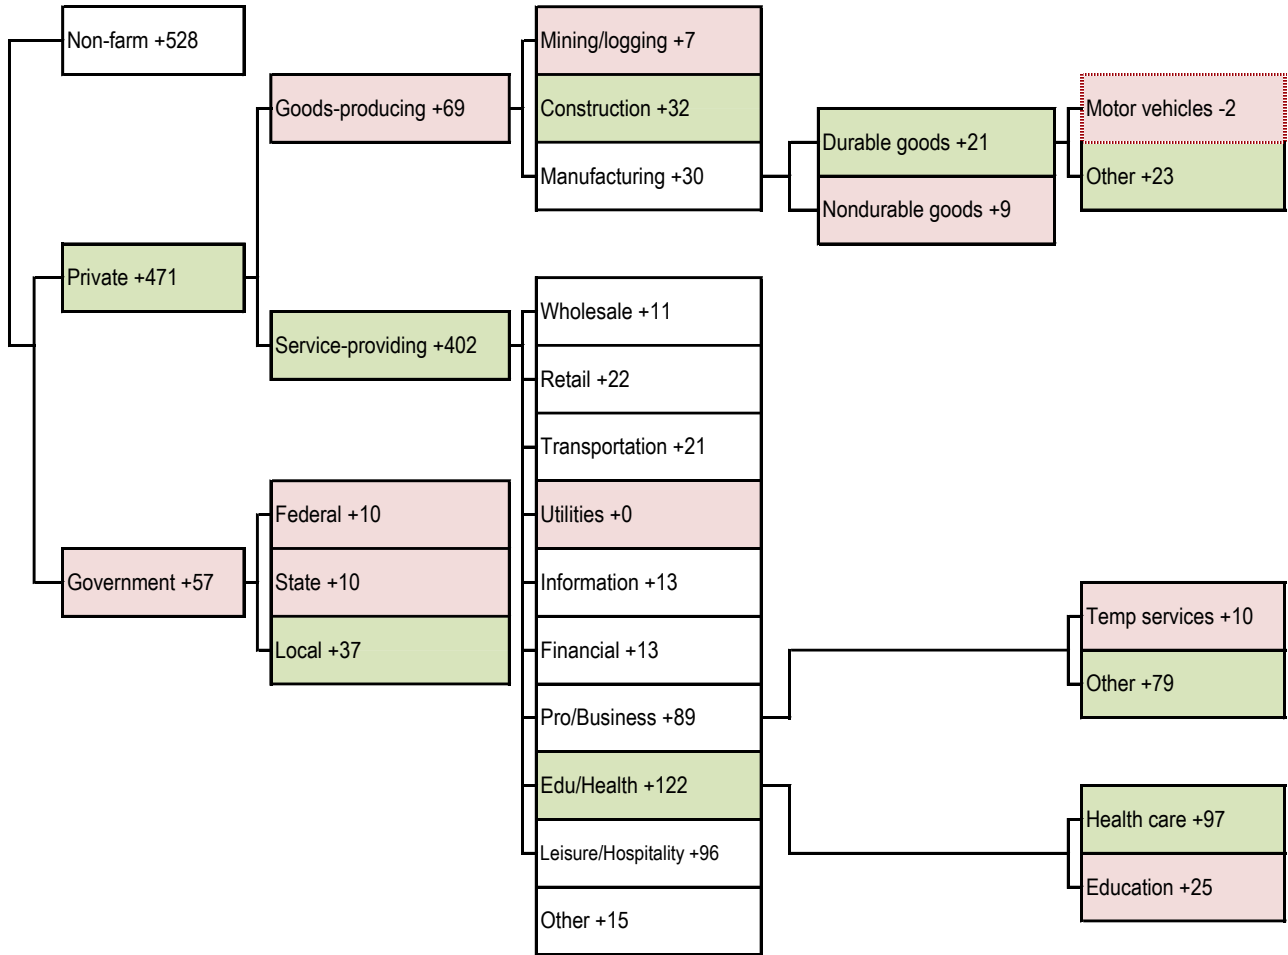 Non-farm +528
Private +471
Government +57
Goods-producing +69
Service-providing +402
Federal +10
State +10
Local +37
Mining/logging +7
Construction +32
Manufacturing +30
Wholesale +11
Retail +22
Transportation +21
Utilities +0
Information +13
Financial +13
Pro/Business +89
Edu/Health +122
Leisure/Hospitality +96
Other +15
Durable goods +21
Nondurable goods +9
Motor vehicles -2
Other +23
Temp services +10
Other +79
Health care +97
Education +25